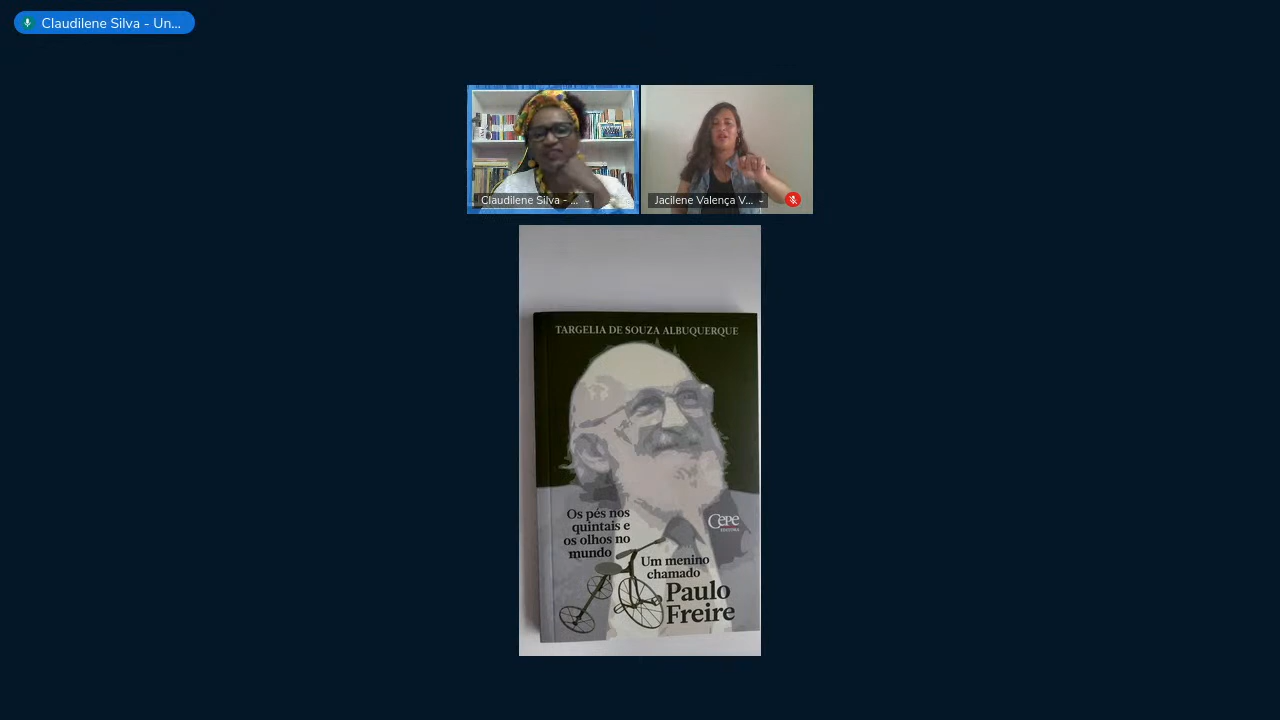 Claudilene Silva - Un...
Claudilene Silva - ...
Jacilene Valença V...
TARGELIA DE SOUZA ALBUQUERQUE
Os pés nos
quintais e
os olhos no
mundo
Cepe
EDITORA
Um menino
chamado
Paulo
Freire